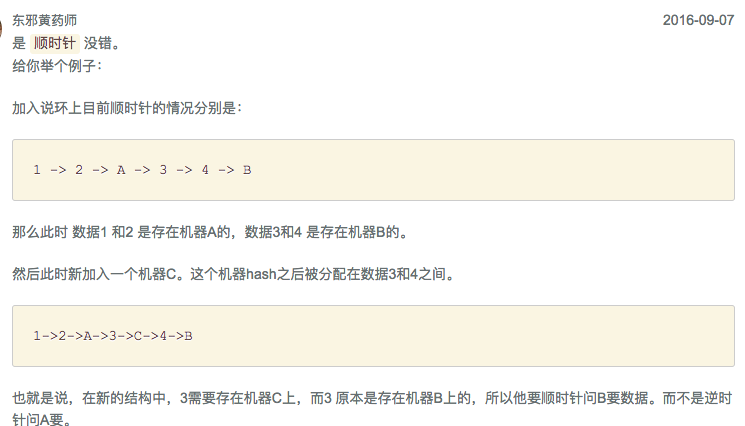 东邪黄药师 2016-09-07
是 顺时针 没错。
给你举个例子：
加入说环上目前顺时针的情况分别是：
1 -> 2 -> A -> 3 -> 4 -> B
那么此时 数据1 和2 是存在机器A的，数据3和4 是存在机器B的。
然后此时新加入一个机器C。这个机器hash之后被分配在数据3和4之间。
1->2->A->3->C->4->B
也就是说，在新的结构中，3需要存在机器C上，而3 原本是存在机器B上的，所以他要顺时针问B要数据。而不是逆时
针问A要。